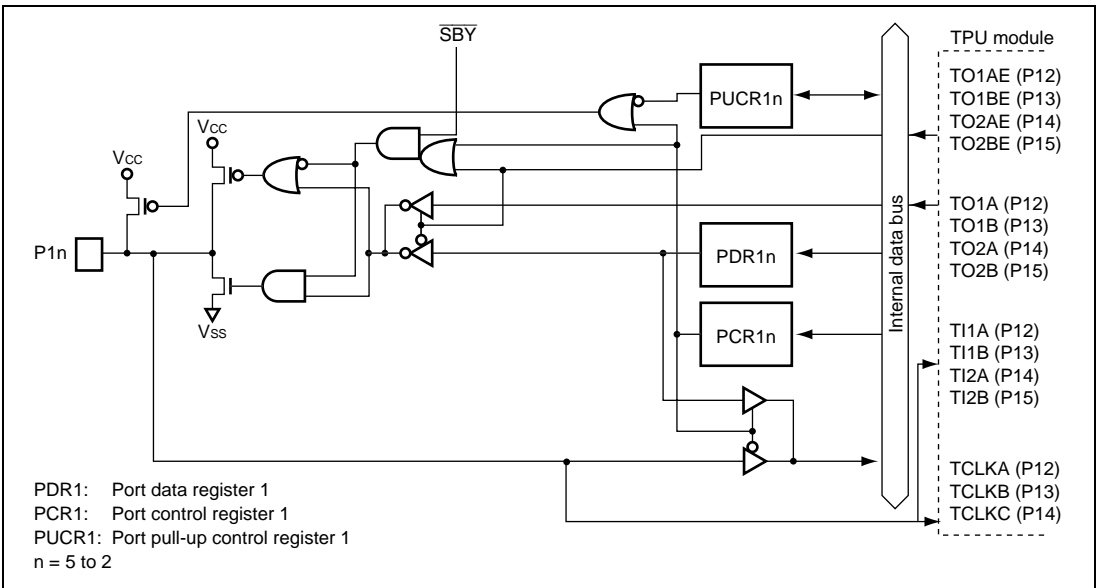 SBY
TPU module
TO1AE (P12)
TO1BE (P13)
TO2AE (P14)
TO2BE (P15)
PUCR1n
VCC
VCC
TO1A (P12)
TO1B (P13)
TO2A (P14)
TO2B (P15)
P1n
PDR1n
Internal data bus
VSS
PCR1n
TI1A (P12)
TI1B (P13)
TI2A (P14)
TI2B (P15)
TCLKA (P12)
TCLKB (P13)
TCLKC (P14)
PDR1: Port data register 1
PCR1: Port control register 1
PUCR1: Port pull-up control register 1
n = 5 to 2